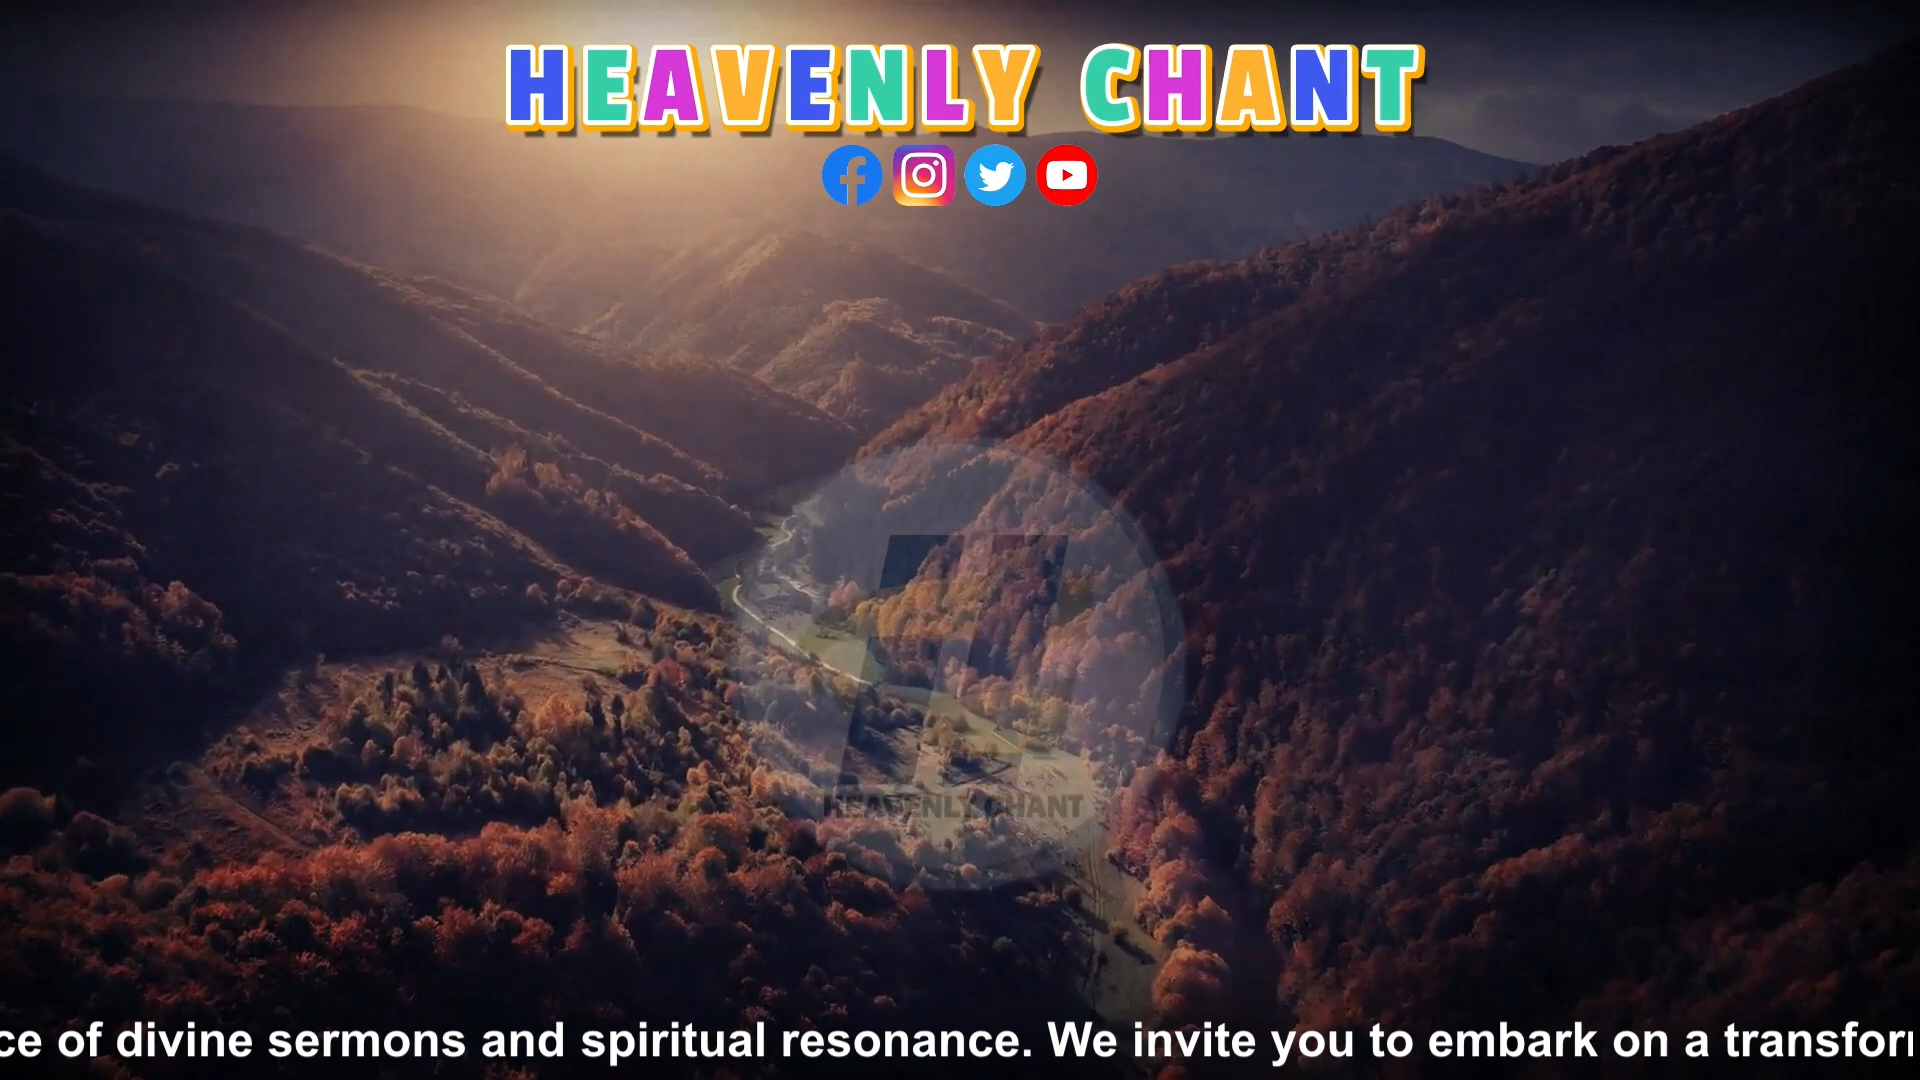 HEAVENLY CHANT
HEAVENLY CHANT
ce of divine sermons and spiritual resonance. We invite you to embark on a transfor